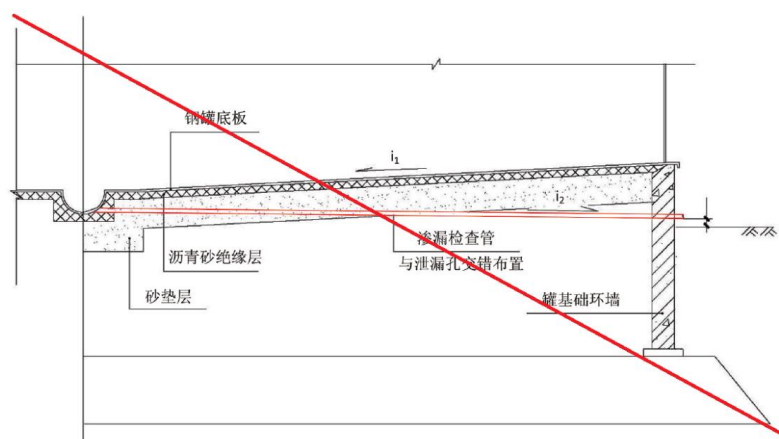 钢罐底板
i₁
i₂
渗漏检查管
与泄漏孔交错布置
沥青砂绝缘层
砂垫层
罐基础环墙